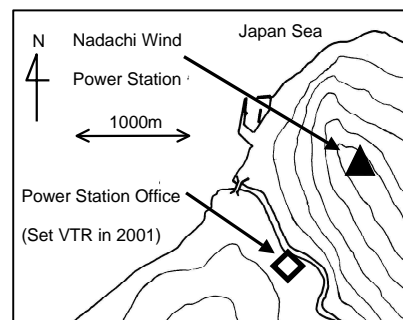 Japan Sea
N
Nadachi Wind
Power Station
1000m
Power Station Office
(Set VTR in 2001)